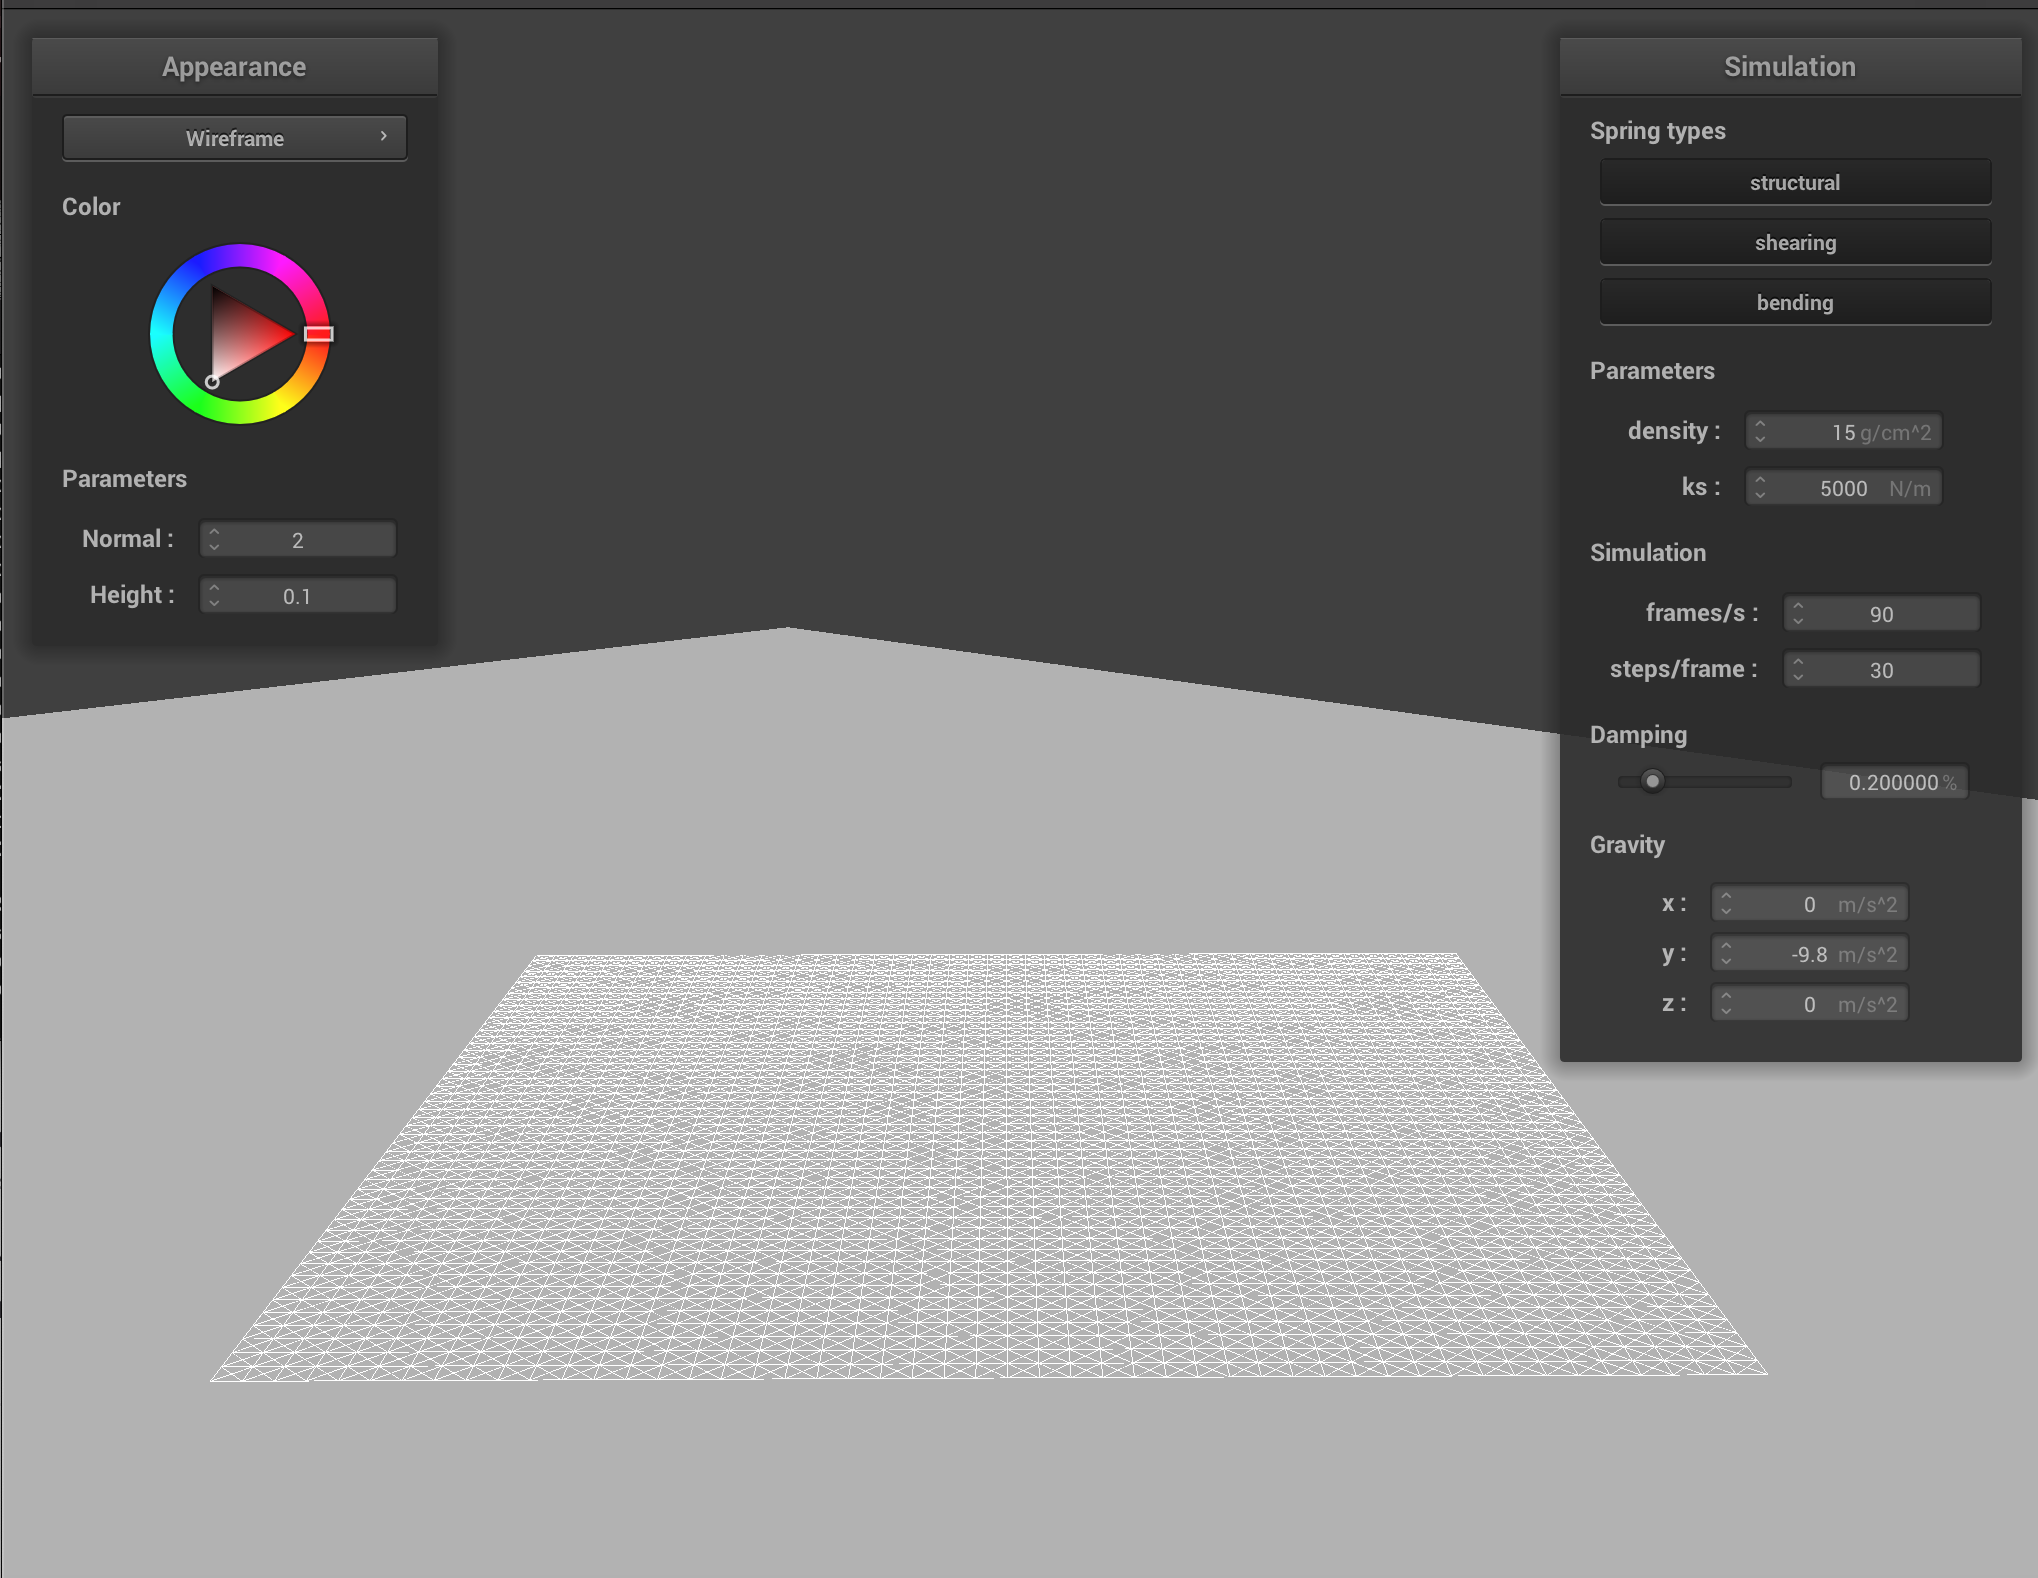 Appearance
Wireframe
Color
Parameters
Normal : 2
Height : 0.1
Simulation
Spring types
structural
shearing
bending
Parameters
density : 15 g/cm^2
ks : 5000 N/m
Simulation
frames/s : 90
steps/frame : 30
Damping
0.200000 %
Gravity
x : 0 m/s^2
y : -9.8 m/s^2
z : 0 m/s^2